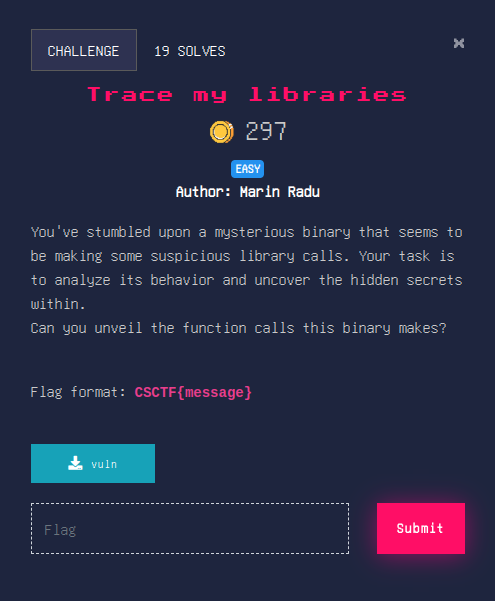 CHALLENGE 19 SOLVES
×
Trace my libraries
297
EASY
Author: Marin Radu
You've stumbled upon a mysterious binary that seems to
be making some suspicious library calls. Your task is
to analyze its behavior and uncover the hidden secrets
within.
Can you unveil the function calls this binary makes?
Flag format: CSCTF{message}
vuln
Flag
Submit